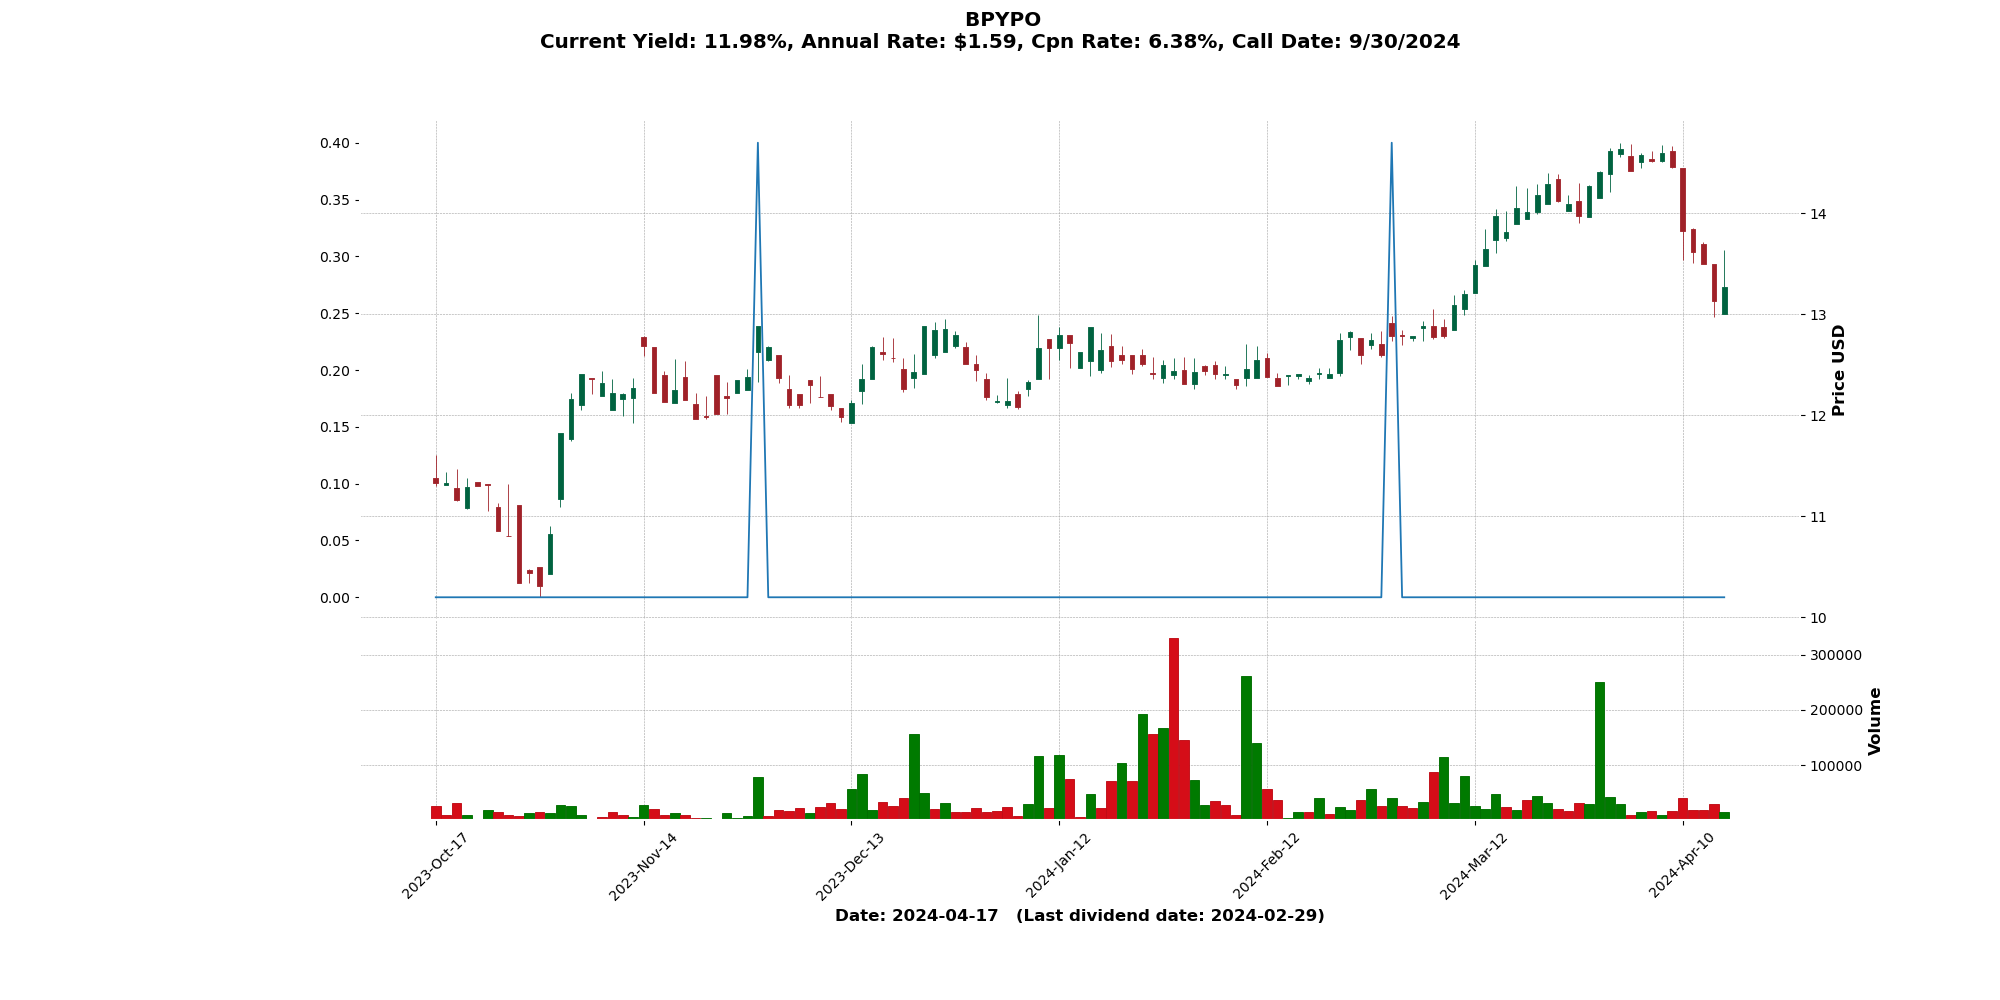 BPYPO
Current Yield: 11.98%, Annual Rate: $1.59, Cpn Rate: 6.38%, Call Date: 9/30/2024
0.40
0.35
0.30
0.25
0.20
0.15
0.10
0.05
0.00
14
13
12
11
10
Price USD
300000
200000
100000
Volume
2023-Oct-17
2023-Nov-14
2023-Dec-13
2024-Jan-12
2024-Feb-12
2024-Mar-12
2024-Apr-10
Date: 2024-04-17 (Last dividend date: 2024-02-29)